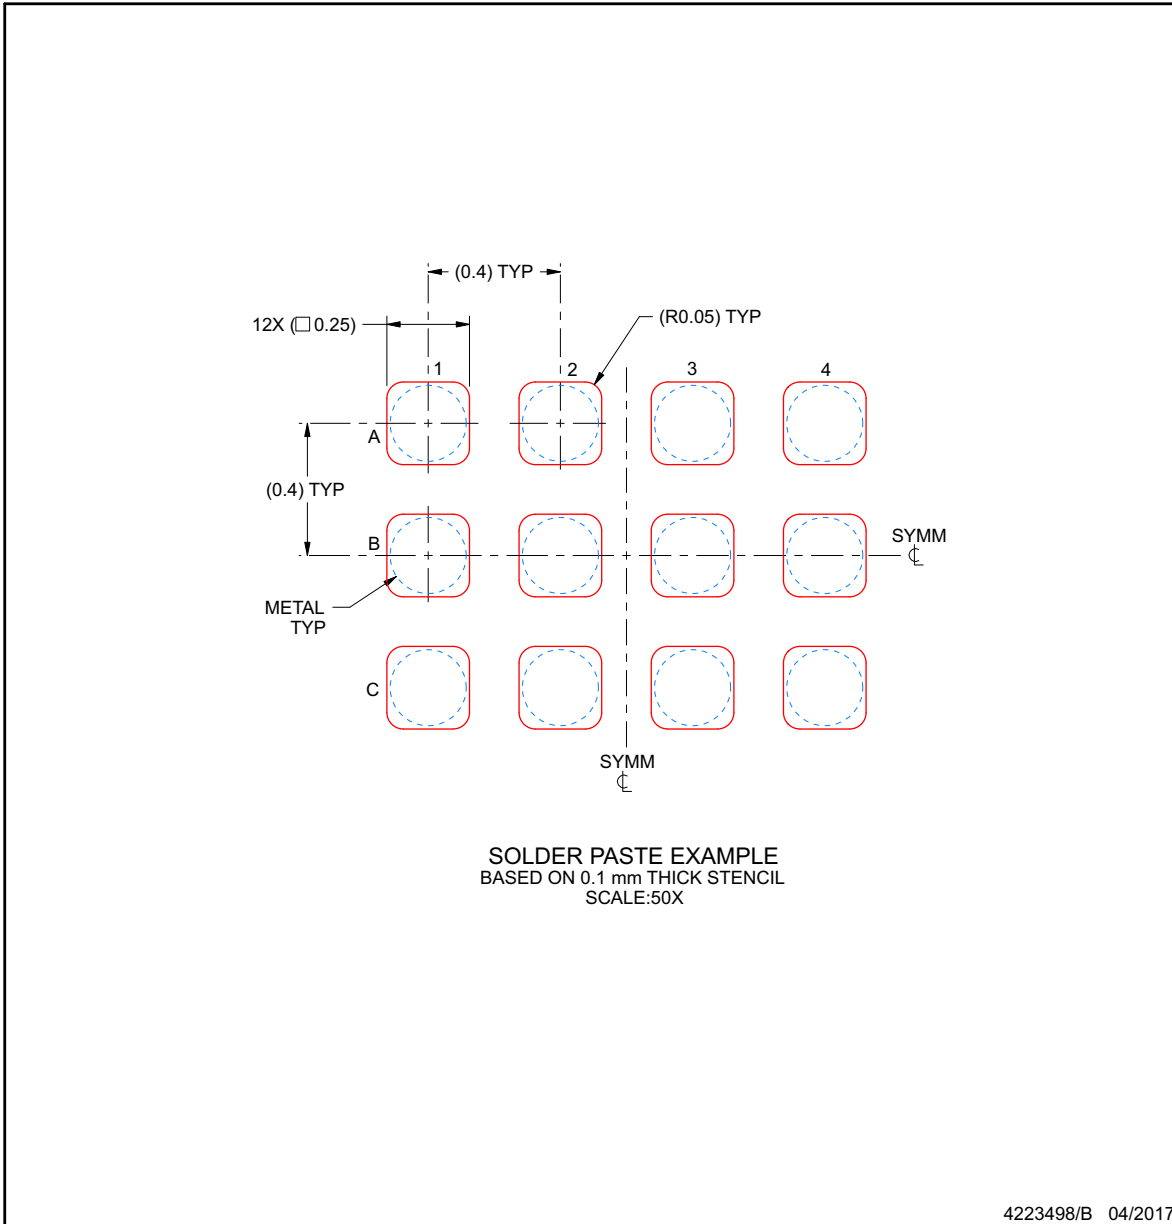 (0.4) TYP
12X (□ 0.25)
(R0.05) TYP
1
2
3
4
A
(0.4) TYP
B
SYMM
℄
METAL
TYP
C
SYMM
℄
SOLDER PASTE EXAMPLE
BASED ON 0.1 mm THICK STENCIL
SCALE:50X
4223498/B 04/2017